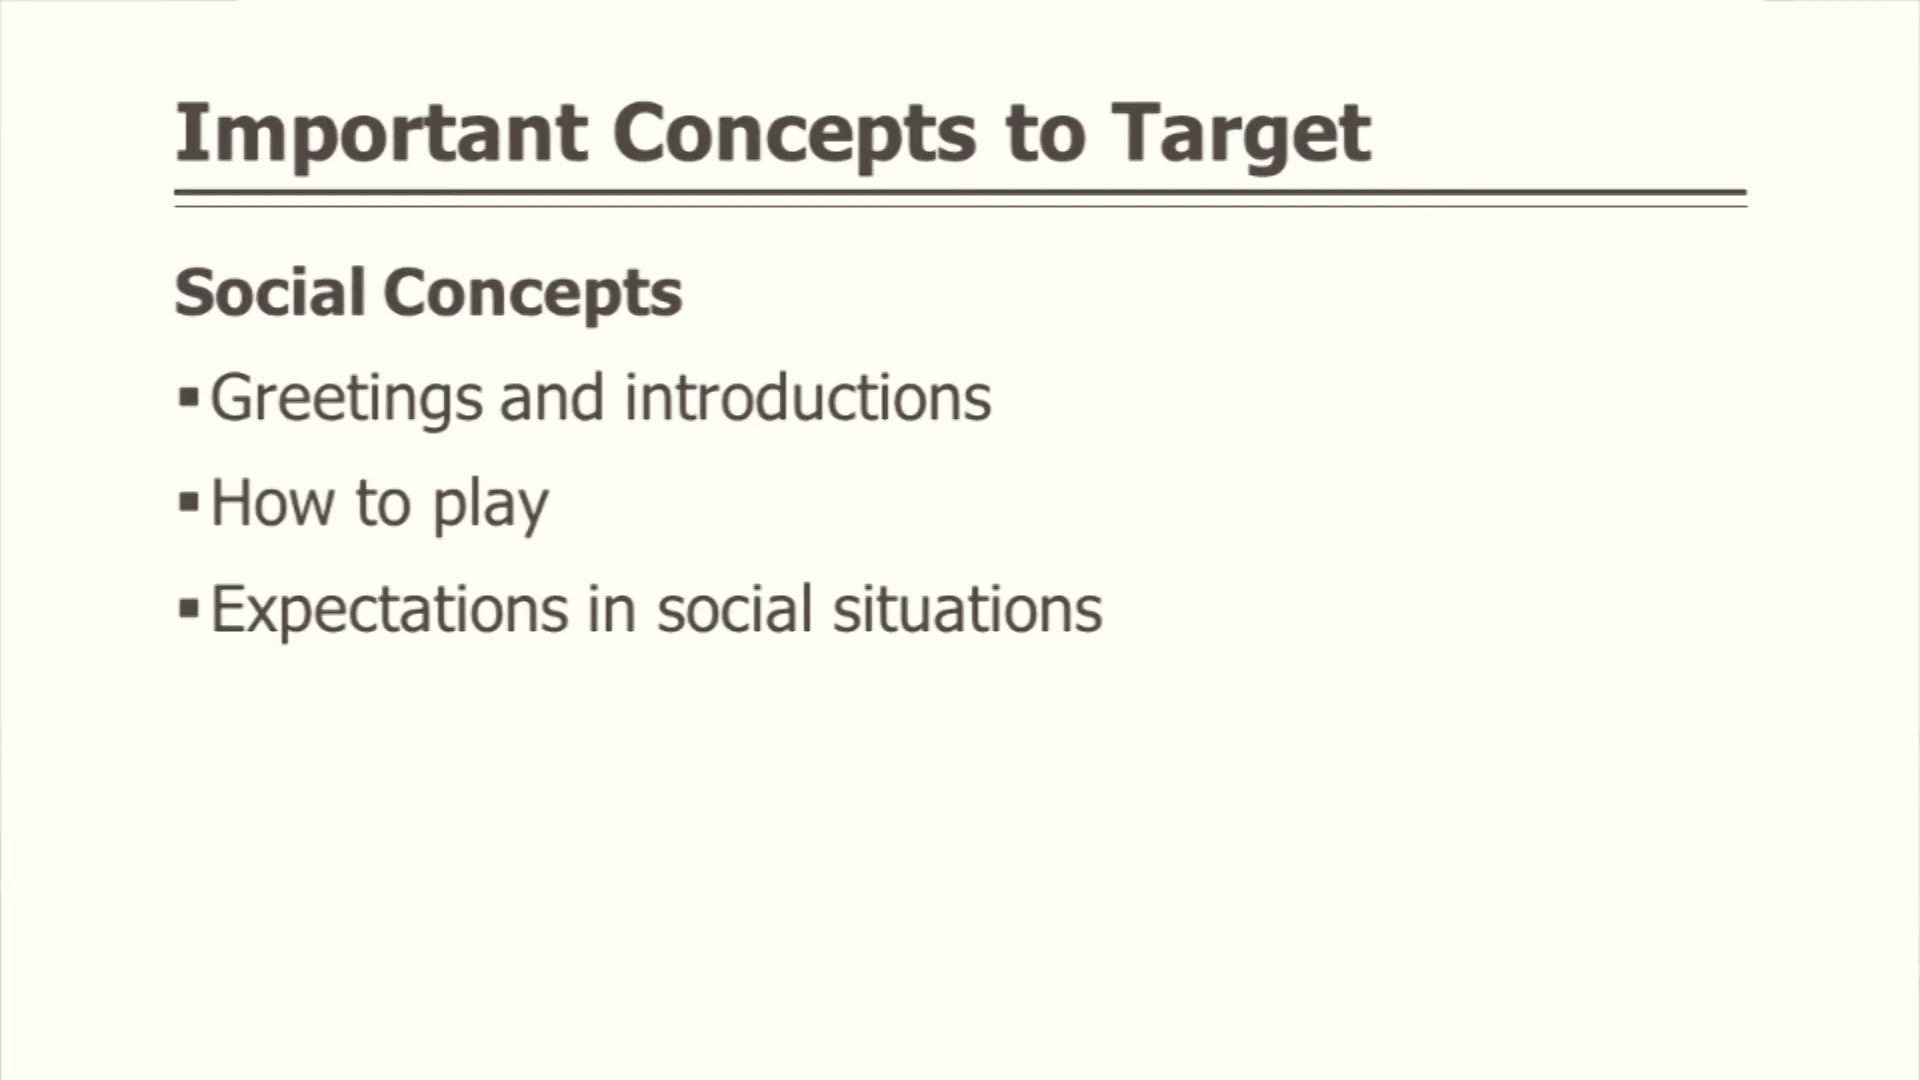 Important Concepts to Target
Social Concepts
▪ Greetings and introductions
▪ How to play
▪ Expectations in social situations